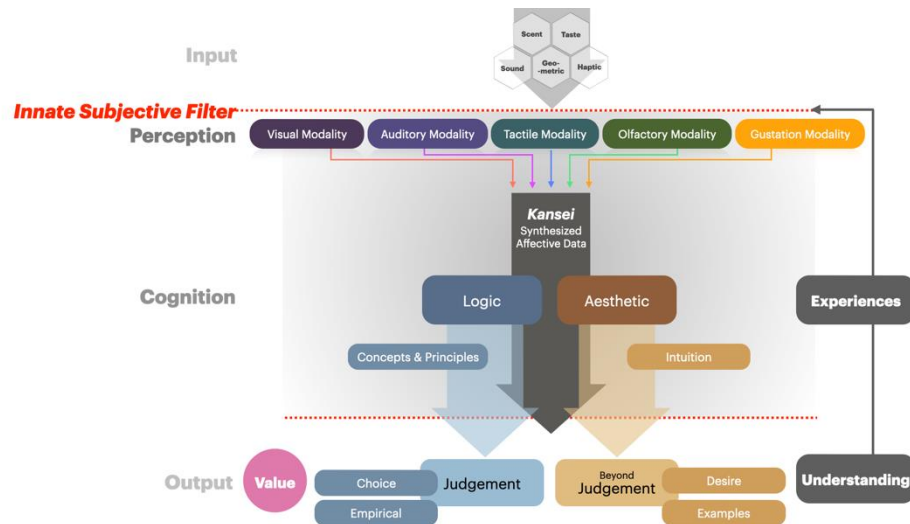 Input
Scent
Taste
Sound
Geo-
-metric
Haptic
Innate Subjective Filter
Perception
Visual Modality
Auditory Modality
Tactile Modality
Olfactory Modality
Gustation Modality
Kansei
Synthesized
Affective Data
Cognition
Logic
Aesthetic
Experiences
Concepts & Principles
Intuition
Output
Value
Choice
Empirical
Judgement
Beyond
Judgement
Desire
Examples
Understanding